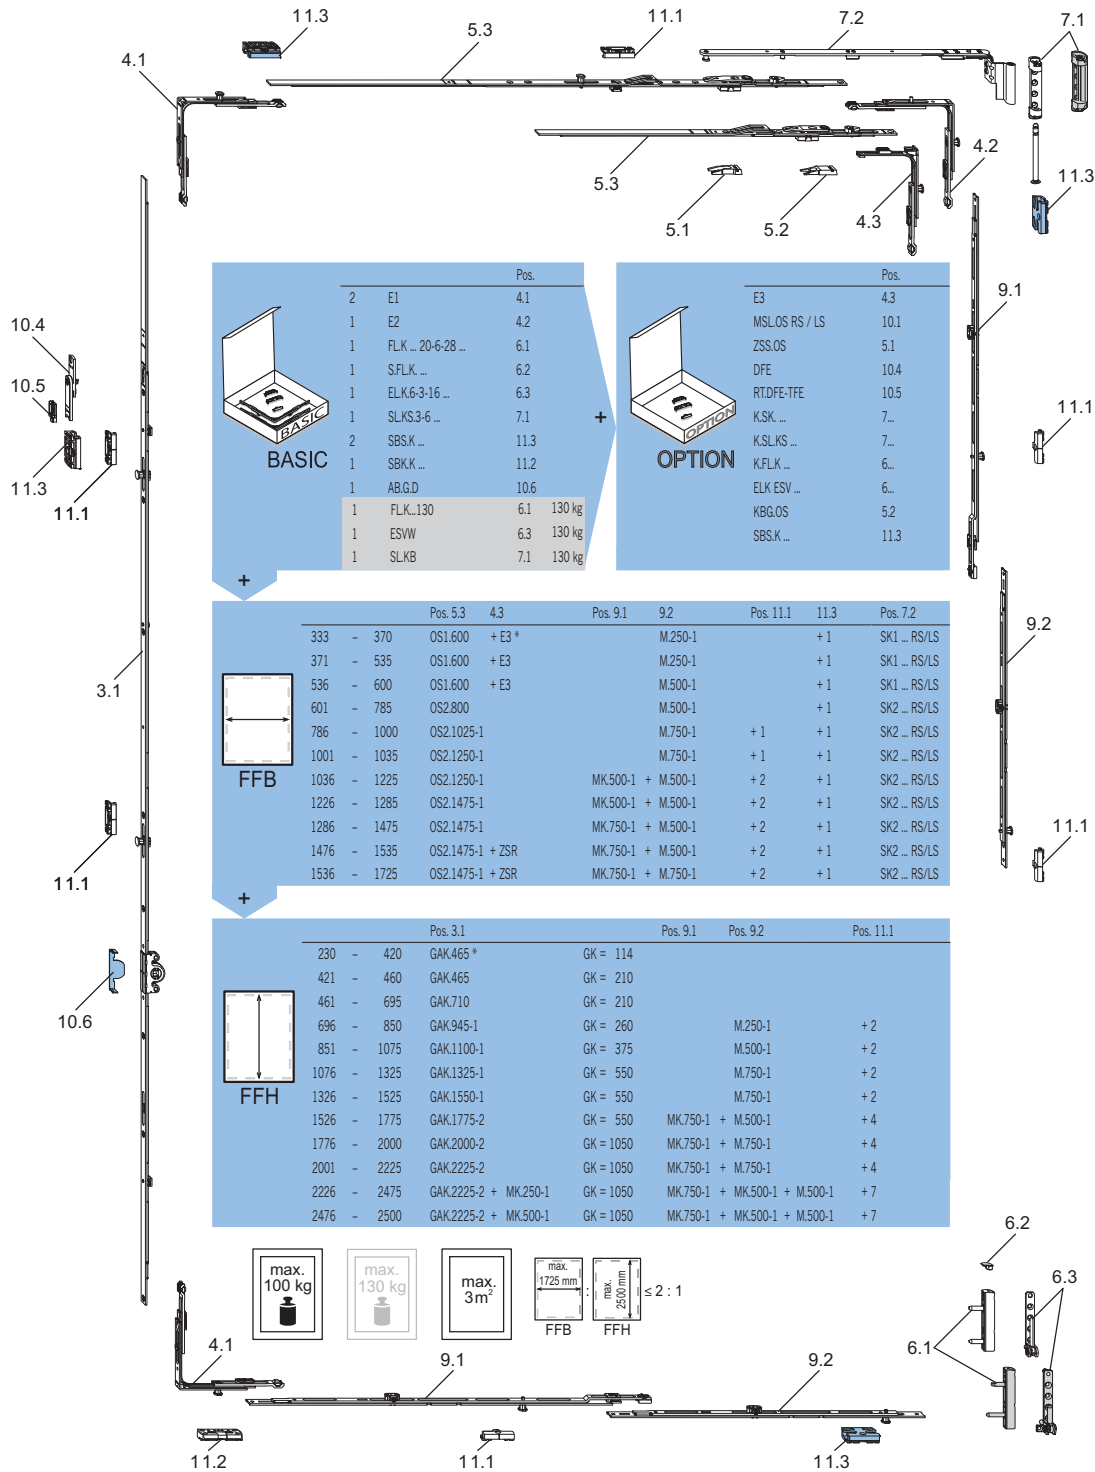 11.3
5.3
11.1
7.2
7.1
4.1
5.3
5.1
5.2
4.3
4.2
11.3
9.1
10.4
10.5
11.3
11.1
11.1
BASIC
BASIC
Pos.
2 E1 4.1
1 E2 4.2
1 FL.K ... 20-6-28 ... 6.1
1 S.FL.K. ... 6.2
1 EL.K.6-3-16 ... 6.3
1 SL.KS.3-6 ... 7.1
2 SBS.K ... 11.3
1 SBK.K ... 11.2
1 AB.G.D 10.6
1 FL.K...130 6.1 130 kg
1 ESVW 6.3 130 kg
1 SL.KB 7.1 130 kg
+
OPTION
OPTION
Pos.
E3 4.3
MSL.OS RS / LS 10.1
ZSS.OS 5.1
DFE 10.4
RT.DFE-TFE 10.5
K.SK. ... 7...
K.SL.KS ... 7...
K.FL.K ... 6...
ELK ESV ... 6...
KBG.OS 5.2
SBS.K ... 11.3
+
3.1
9.2
FFB
Pos. 5.3 4.3 Pos. 9.1 9.2 Pos. 11.1 11.3 Pos. 7.2
333 – 370 OS1.600 + E3 * M.250-1 + 1 SK1 ... RS/LS
371 – 535 OS1.600 + E3 M.250-1 + 1 SK1 ... RS/LS
536 – 600 OS1.600 + E3 M.500-1 + 1 SK1 ... RS/LS
601 – 785 OS2.800 M.500-1 + 1 SK2 ... RS/LS
786 – 1000 OS2.1025-1 M.750-1 + 1 + 1 SK2 ... RS/LS
1001 – 1035 OS2.1250-1 M.750-1 + 1 + 1 SK2 ... RS/LS
1036 – 1225 OS2.1250-1 MK.500-1 + M.500-1 + 2 + 1 SK2 ... RS/LS
1226 – 1285 OS2.1475-1 MK.500-1 + M.500-1 + 2 + 1 SK2 ... RS/LS
1286 – 1475 OS2.1475-1 MK.750-1 + M.500-1 + 2 + 1 SK2 ... RS/LS
1476 – 1535 OS2.1475-1 + ZSR MK.750-1 + M.500-1 + 2 + 1 SK2 ... RS/LS
1536 – 1725 OS2.1475-1 + ZSR MK.750-1 + M.750-1 + 2 + 1 SK2 ... RS/LS
11.1
11.1
+
10.6
FFH
Pos. 3.1 Pos. 9.1 Pos. 9.2 Pos. 11.1
230 – 420 GAK.465 * GK = 114
421 – 460 GAK.465 GK = 210
461 – 695 GAK.710 GK = 210
696 – 850 GAK.945-1 GK = 260 M.250-1 + 2
851 – 1075 GAK.1100-1 GK = 375 M.500-1 + 2
1076 – 1325 GAK.1325-1 GK = 550 M.750-1 + 2
1326 – 1525 GAK.1550-1 GK = 550 M.750-1 + 2
1526 – 1775 GAK.1775-2 GK = 550 MK.750-1 + M.500-1 + 4
1776 – 2000 GAK.2000-2 GK = 1050 MK.750-1 + M.750-1 + 4
2001 – 2225 GAK.2225-2 GK = 1050 MK.750-1 + M.750-1 + 4
2226 – 2475 GAK.2225-2 + MK.250-1 GK = 1050 MK.750-1 + MK.500-1 + M.500-1 + 7
2476 – 2500 GAK.2225-2 + MK.500-1 GK = 1050 MK.750-1 + MK.500-1 + M.500-1 + 7
max.
100 kg
max.
130 kg
max.
3m²
max.
1725 mm
FFB
:
max.
2500 mm
FFH
≤ 2 : 1
6.2
6.3
6.1
4.1
9.1
9.2
11.2
11.1
11.3